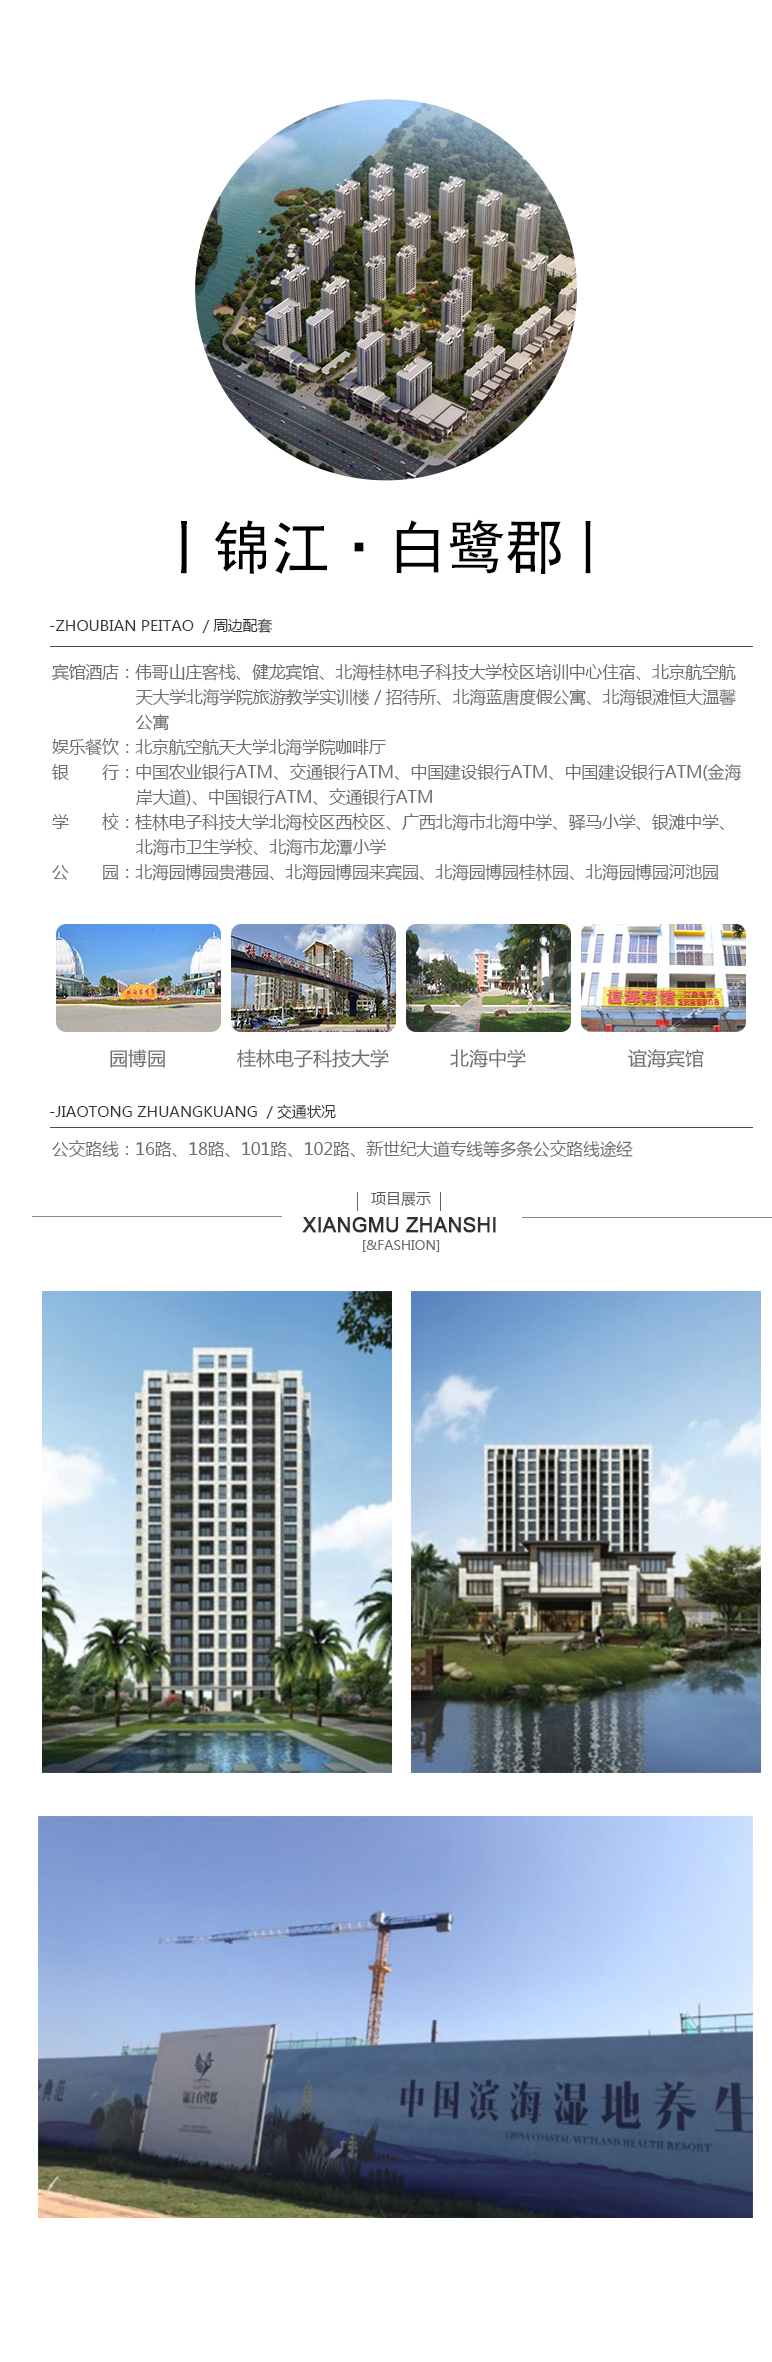 锦江·白鹭郡
-ZHOUBIAN PEITAO / 周边配套
宾馆酒店：伟哥山庄客栈、健龙宾馆、北海桂林电子科技大学校区培训中心住宿、北京航空航
天大学北海学院旅游教学实训楼 / 招待所、北海蓝唐度假公寓、北海银滩恒大温馨
公寓
娱乐餐饮：北京航空航天大学北海学院咖啡厅
银　　行：中国农业银行ATM、交通银行ATM、中国建设银行ATM、中国建设银行ATM(金海
岸大道)、中国银行ATM、交通银行ATM
学　　校：桂林电子科技大学北海校区西校区、广西北海市北海中学、驿马小学、银滩中学、
北海市卫生学校、北海市龙潭小学
公　　园：北海园博园贵港园、北海园博园来宾园、北海园博园桂林园、北海园博园河池园
谊海宾馆
园博园
桂林电子科技大学
北海中学
谊海宾馆
-JIAOTONG ZHUANGKUANG / 交通状况
公交路线：16路、18路、101路、102路、新世纪大道专线等多条公交路线途经
项目展示
XIANGMU ZHANSHI
[&FASHION]
典范
锦江白鹭郡
中国滨海湿地养生
CHINA COASTAL WETLAND HEALTH RESORT